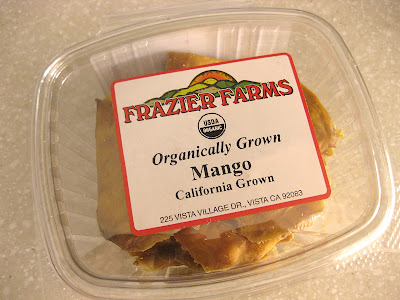 FRAZIER FARMS
USDA
ORGANIC
Organically Grown
Mango
California Grown
225 VISTA VILLAGE DR., VISTA CA 92083